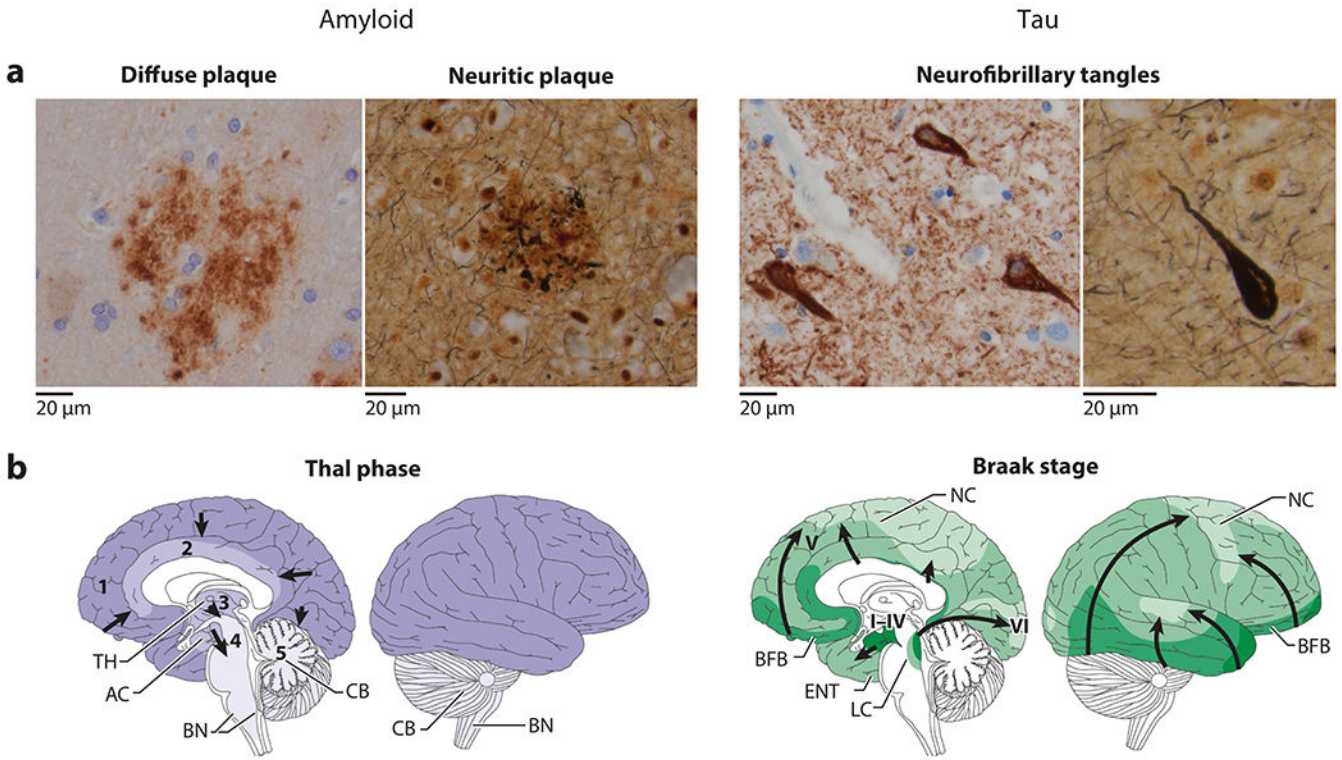 Amyloid
Tau
a
Diffuse plaque
Neuritic plaque
Neurofibrillary tangles
20 µm
20 µm
20 µm
20 µm
b
Thal phase
Braak stage
1
2
3
4
5
TH
AC
BN
CB
CB
BN
NC
V
I–IV
VI
BFB
ENT
LC
NC
BFB